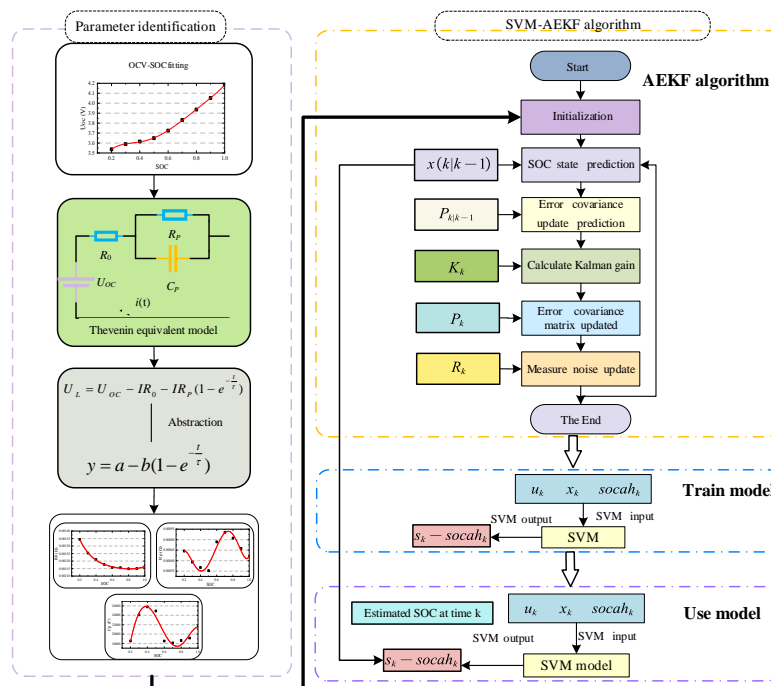 Parameter identification
OCV-SOC fitting
Uocc (V)
4.2
4.1
4.0
3.9
3.8
3.7
3.6
3.5
0.2 0.4 0.6 0.8 1.0
SOC
R_P
R_0
C_P
U_OC
i(t)
Thevenin equivalent model
U_L = U_OC − IR_0 − IR_P(1−e^{−t/τ})
Abstraction
y = a − b(1−e^{−t/τ})
SOC
SOC
SOC
SVM-AEKF algorithm
Start
AEKF algorithm
Initialization
x(k|k−1)
SOC state prediction
P_{k|k−1}
Error covariance
update prediction
K_k
Calculate Kalman gain
P_k
Error covariance
matrix updated
R_k
Measure noise update
The End
u_k x_k socah_k
Train model
SVM output
SVM input
s_k − socah_k
SVM
Estimated SOC at time k
u_k x_k socah_k
Use model
SVM output
SVM input
s_k − socah_k
SVM model